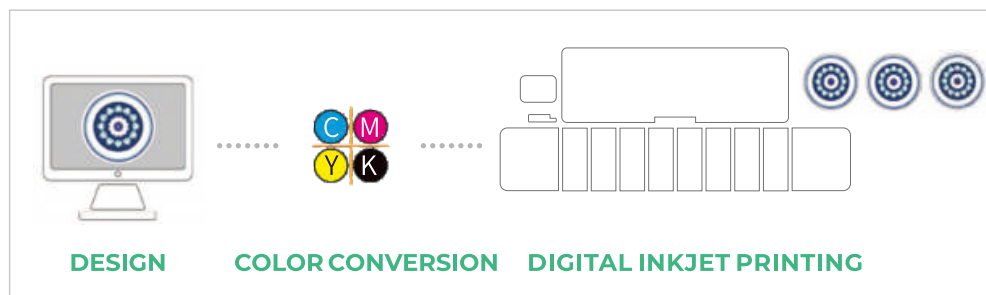 C M
Y K
DESIGN
COLOR CONVERSION
DIGITAL INKJET PRINTING